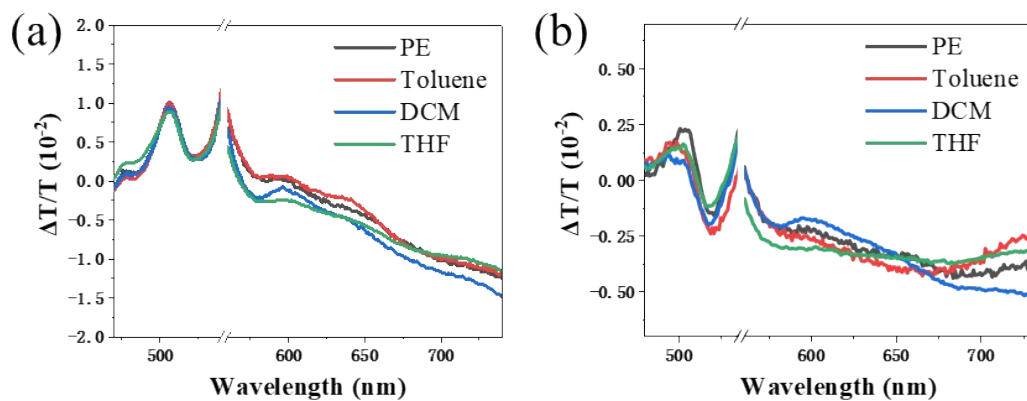 (a)
2.0
1.5
1.0
0.5
0.0
-0.5
-1.0
-1.5
-2.0
ΔT/T (10⁻²)
PE
Toluene
DCM
THF
500 600 650 700
Wavelength (nm)
(b)
0.50
0.25
0.00
-0.25
-0.50
ΔT/T (10⁻²)
PE
Toluene
DCM
THF
500 600 650 700
Wavelength (nm)